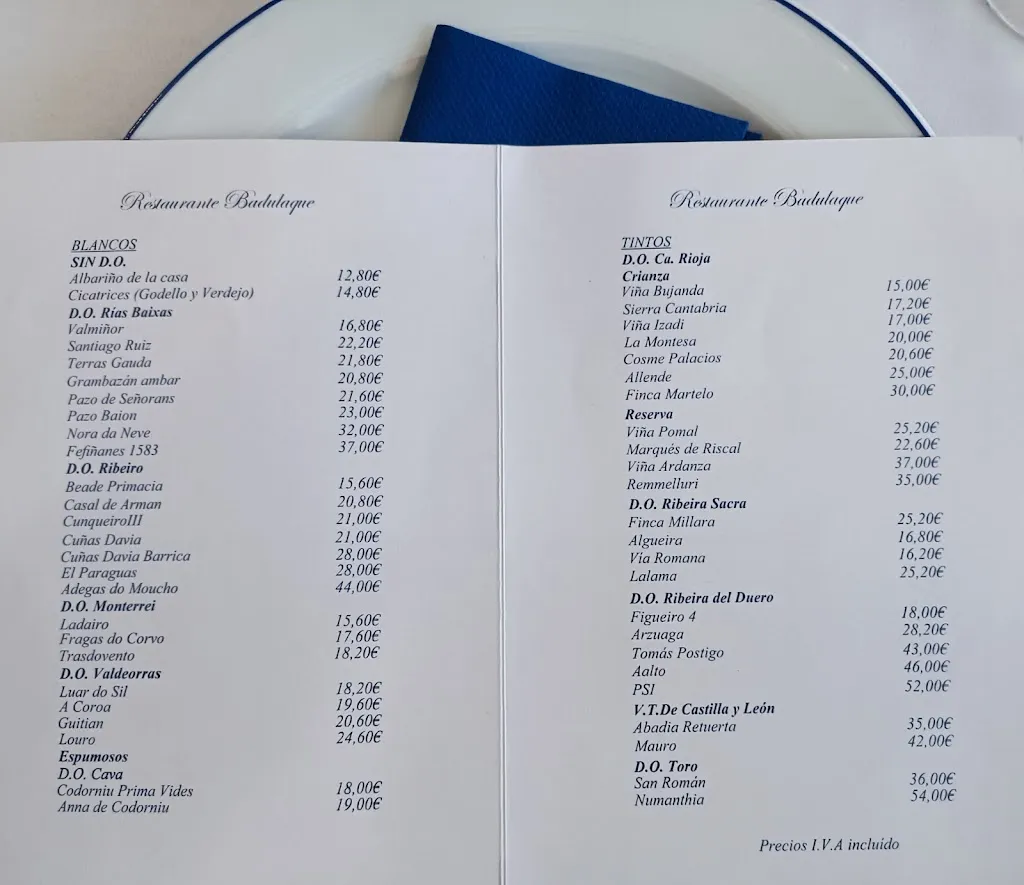 Restaurante Badulaque
BLANCOS
SIN D.O.
Albariño de la casa 12,80€
Cicatrices (Godello y Verdejo) 14,80€
D.O. Rías Baixas
Valmiñor 16,80€
Santiago Ruiz 22,20€
Terras Gauda 21,80€
Grambazán ambar 20,80€
Pazo de Señorans 21,60€
Pazo Baion 23,00€
Nora da Neve 32,00€
Fefiñanes 1583 37,00€
D.O. Ribeiro
Beade Primacia 15,60€
Casal de Arman 20,80€
CunqueiroIII 21,00€
Cuñas Davia 21,00€
Cuñas Davia Barrica 28,00€
El Paraguas 28,00€
Adegas do Moucho 44,00€
D.O. Monterrei
Ladairo 15,60€
Fragas do Corvo 17,60€
Trasdovento 18,20€
D.O. Valdeorras
Luar do Sil 18,20€
A Coroa 19,60€
Guitian 20,60€
Louro 24,60€
Espumosos
D.O. Cava
Codorniu Prima Vides 18,00€
Anna de Codorniu 19,00€
Restaurante Badulaque
TINTOS
D.O. Ca. Rioja
Crianza
Viña Bujanda 15,00€
Sierra Cantabria 17,20€
Viña Izadi 17,00€
La Montesa 20,00€
Cosme Palacios 20,60€
Allende 25,00€
Finca Martelo 30,00€
Reserva
Viña Pomal 25,20€
Marqués de Riscal 22,60€
Viña Ardanza 37,00€
Remmelluri 35,00€
D.O. Ribeira Sacra
Finca Millara 25,20€
Algueira 16,80€
Vía Romana 16,20€
Lalama 25,20€
D.O. Ribeira del Duero
Figueiro 4 18,00€
Arzuaga 28,20€
Tomás Postigo 43,00€
Aalto 46,00€
PSI 52,00€
V.T.De Castilla y León
Abadia Retuerta 35,00€
Mauro 42,00€
D.O. Toro
San Román 36,00€
Numanthia 54,00€
Precios I.V.A incluido